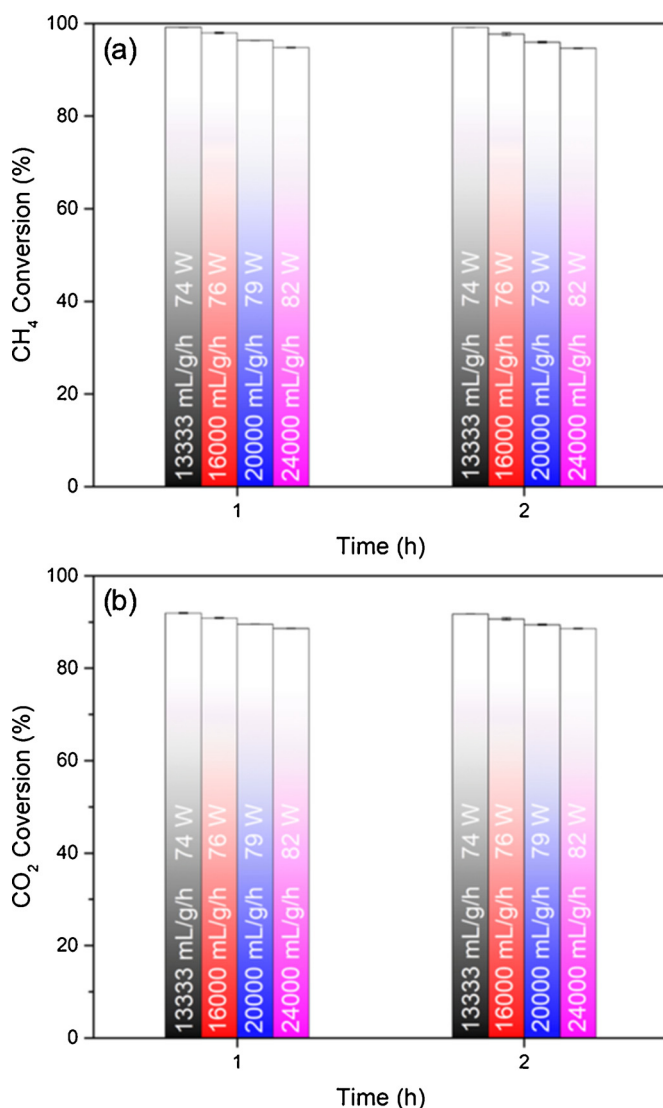 (a)
CH₄ Conversion (%)
100
80
60
40
20
0
13333 mL/g/h 74 W
16000 mL/g/h 76 W
20000 mL/g/h 79 W
24000 mL/g/h 82 W
13333 mL/g/h 74 W
16000 mL/g/h 76 W
20000 mL/g/h 79 W
24000 mL/g/h 82 W
1 2
Time (h)
(b)
CO₂ Coversion (%)
100
80
60
40
20
0
13333 mL/g/h 74 W
16000 mL/g/h 76 W
20000 mL/g/h 79 W
24000 mL/g/h 82 W
13333 mL/g/h 74 W
16000 mL/g/h 76 W
20000 mL/g/h 79 W
24000 mL/g/h 82 W
1 2
Time (h)